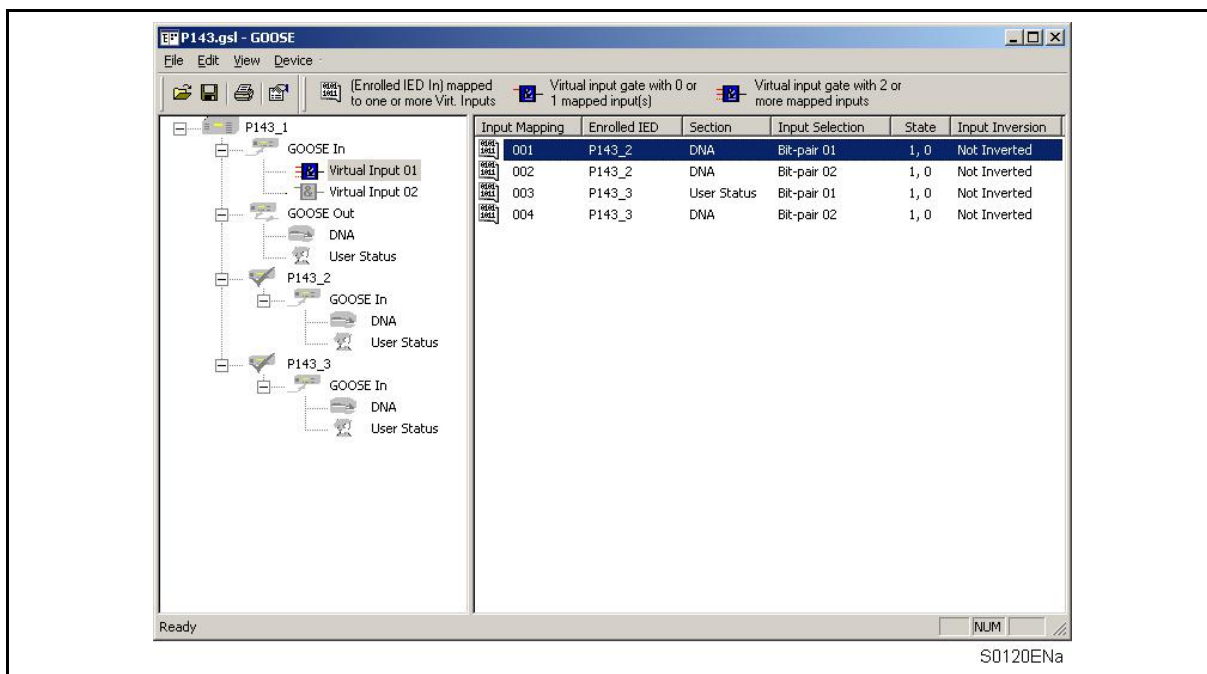 P143.gsl - GOOSE
File Edit View Device
(Enrolled IED In) mapped
to one or more Virt. Inputs
Virtual input gate with 0 or
1 mapped input(s)
Virtual input gate with 2 or
more mapped inputs
P143_1
GOOSE In
Virtual Input 01
Virtual Input 02
GOOSE Out
DNA
User Status
P143_2
GOOSE In
DNA
User Status
P143_3
GOOSE In
DNA
User Status
Input Mapping Enrolled IED Section Input Selection State Input Inversion
001 P143_2 DNA Bit-pair 01 1, 0 Not Inverted
002 P143_2 DNA Bit-pair 02 1, 0 Not Inverted
003 P143_3 User Status Bit-pair 01 1, 0 Not Inverted
004 P143_3 DNA Bit-pair 02 1, 0 Not Inverted
Ready NUM
S0120ENa